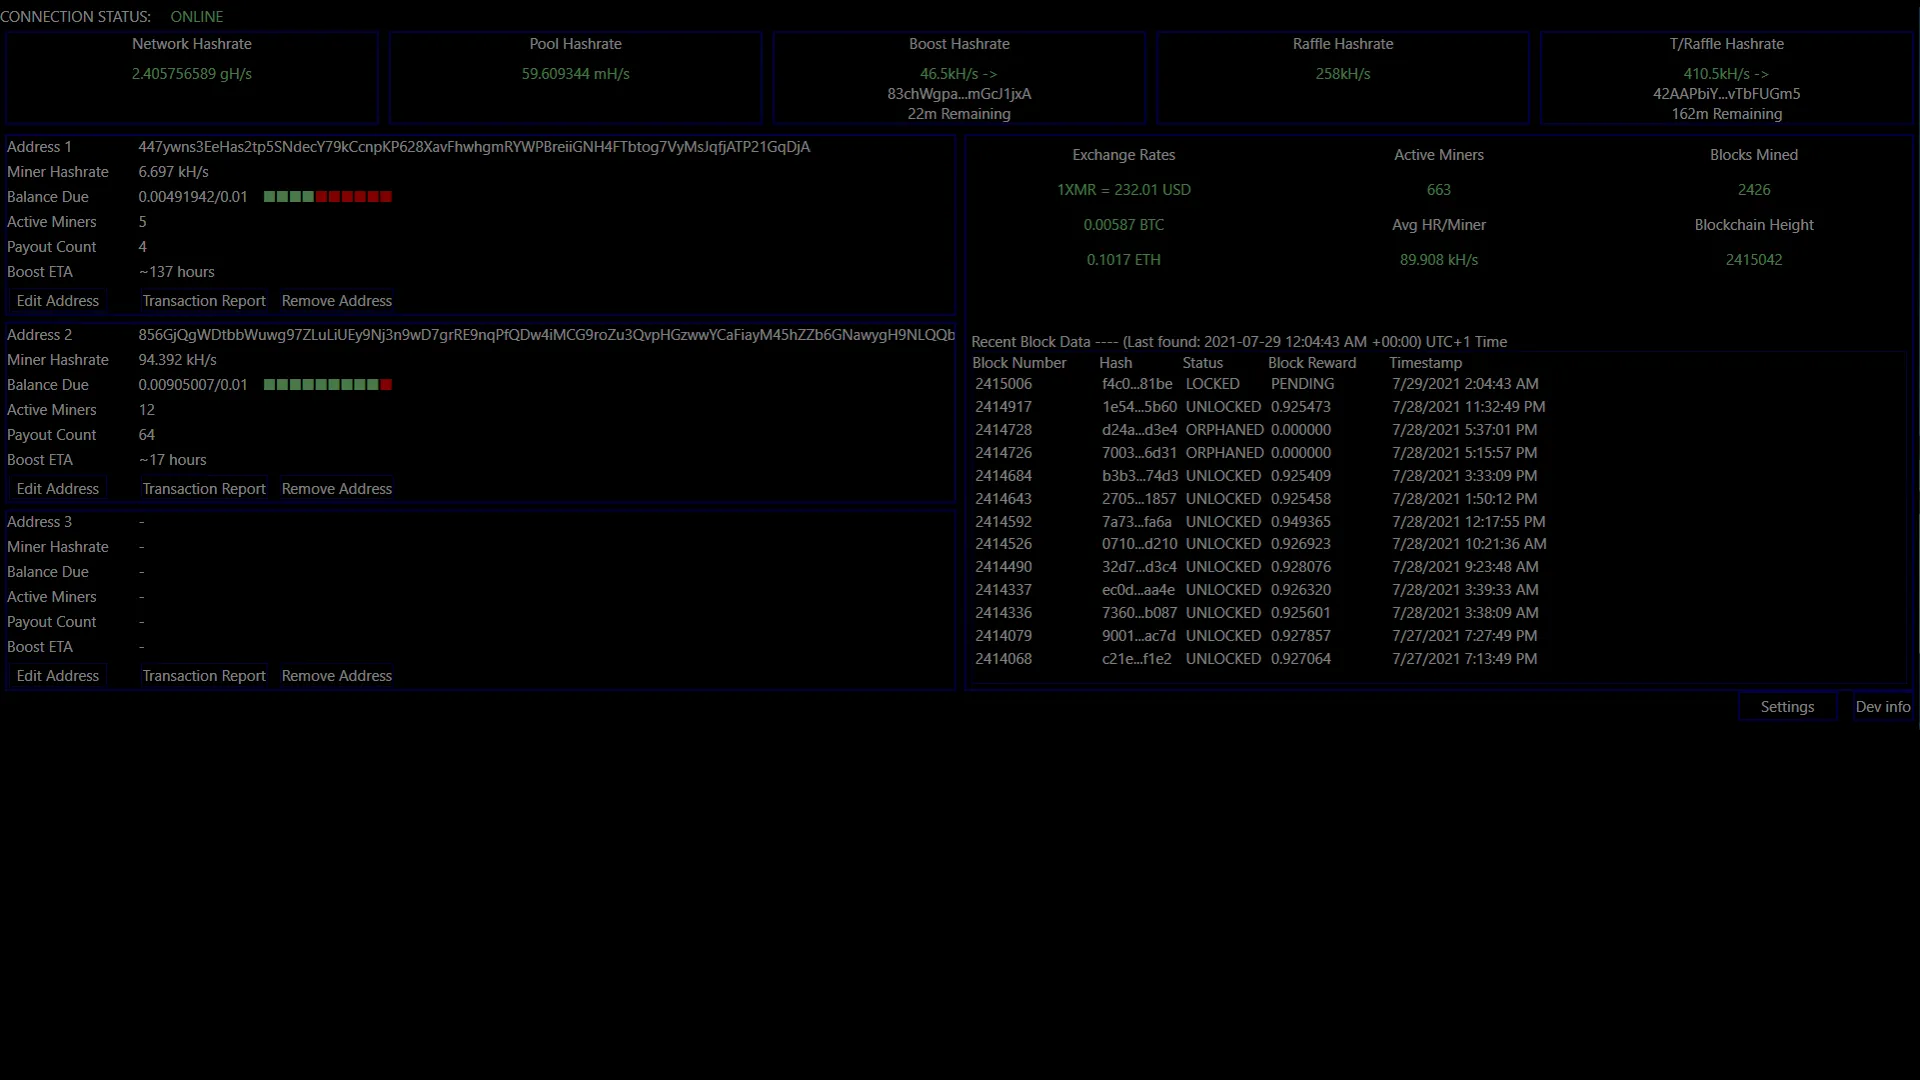 CONNECTION STATUS: ONLINE
Network Hashrate
2.405756589 gH/s
Pool Hashrate
59.609344 mH/s
Boost Hashrate
46.5kH/s ->
83chWgpa...mGcJ1jxA
22m Remaining
Raffle Hashrate
258kH/s
T/Raffle Hashrate
410.5kH/s ->
42AAPbiY...vTbFUGm5
162m Remaining
Address 1 447ywns3EeHas2tp5SNdecY79kCcnpKP628XavFhwhgmRYWPBreiiGNH4FTbtog7VyMsJqfjATP21GqDjA
Miner Hashrate 6.697 kH/s
Balance Due 0.00491942/0.01
Active Miners 5
Payout Count 4
Boost ETA ~137 hours
Edit Address Transaction Report Remove Address
Address 2 856GjQgWDtbbWuwg97ZLuLiUEy9Nj3n9wD7grRE9nqPfQDw4iMCG9roZu3QvpHGzwwYCaFiayM45hZZb6GNawygH9NLQQb
Miner Hashrate 94.392 kH/s
Balance Due 0.00905007/0.01
Active Miners 12
Payout Count 64
Boost ETA ~17 hours
Edit Address Transaction Report Remove Address
Address 3 -
Miner Hashrate -
Balance Due -
Active Miners -
Payout Count -
Boost ETA -
Edit Address Transaction Report Remove Address
Exchange Rates Active Miners Blocks Mined
1XMR = 232.01 USD 663 2426
0.00587 BTC Avg HR/Miner Blockchain Height
0.1017 ETH 89.908 kH/s 2415042
Recent Block Data ---- (Last found: 2021-07-29 12:04:43 AM +00:00) UTC+1 Time
Block Number Hash Status Block Reward Timestamp
2415006 f4c0...81be LOCKED PENDING 7/29/2021 2:04:43 AM
2414917 1e54...5b60 UNLOCKED 0.925473 7/28/2021 11:32:49 PM
2414728 d24a...d3e4 ORPHANED 0.000000 7/28/2021 5:37:01 PM
2414726 7003...6d31 ORPHANED 0.000000 7/28/2021 5:15:57 PM
2414684 b3b3...74d3 UNLOCKED 0.925409 7/28/2021 3:33:09 PM
2414643 2705...1857 UNLOCKED 0.925458 7/28/2021 1:50:12 PM
2414592 7a73...fa6a UNLOCKED 0.949365 7/28/2021 12:17:55 PM
2414526 0710...d210 UNLOCKED 0.926923 7/28/2021 10:21:36 AM
2414490 32d7...d3c4 UNLOCKED 0.928076 7/28/2021 9:23:48 AM
2414337 ec0d...aa4e UNLOCKED 0.926320 7/28/2021 3:39:33 AM
2414336 7360...b087 UNLOCKED 0.925601 7/28/2021 3:38:09 AM
2414079 9001...ac7d UNLOCKED 0.927857 7/27/2021 7:27:49 PM
2414068 c21e...f1e2 UNLOCKED 0.927064 7/27/2021 7:13:49 PM
Settings Dev info